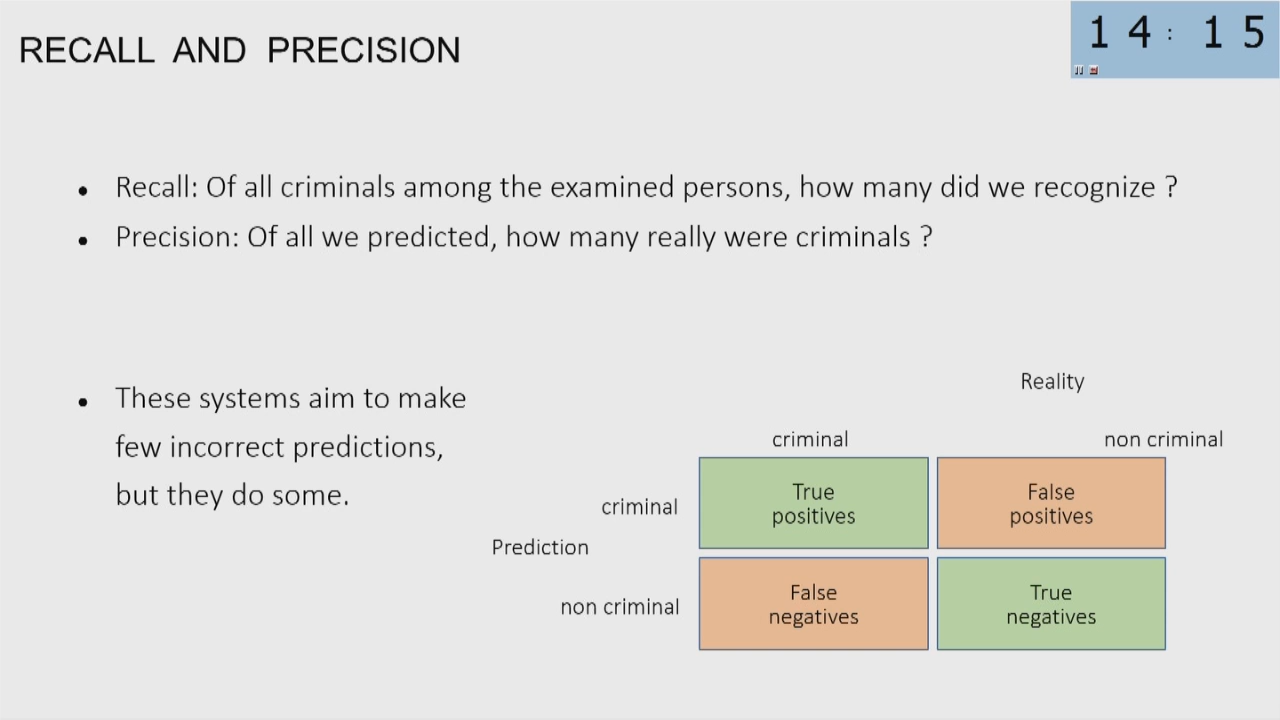 RECALL AND PRECISION
14:15
• Recall: Of all criminals among the examined persons, how many did we recognize ?
• Precision: Of all we predicted, how many really were criminals ?
• These systems aim to make
few incorrect predictions,
but they do some.
Reality
criminal non criminal
criminal
True
positives
False
positives
Prediction
non criminal
False
negatives
True
negatives